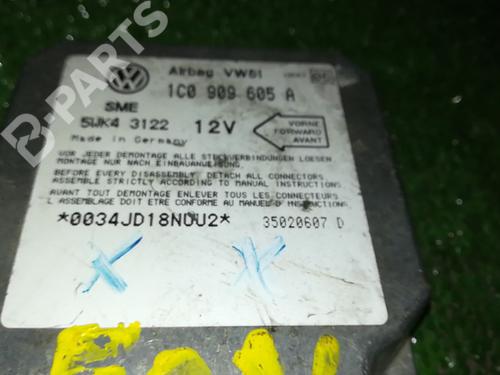 Airbag VW61
1C0 909 605 A
SME
5WK4 3122 12V
Made in Germany
VORNE
FORWARD
AVANT
VOR JEDER DEMONTAGE ALLE STECKVERBINDUNGEN LOESEN
MONTAGE NUR NACH EINBAUANWEISUNG.
BEFORE EVERY DISASSEMBLY, DETACH ALL CONNECTORS
ASSEMBLE STRICTLY ACCORDING TO MANUAL INSTRUCTIONS
AVANT TOUT DEMONTAGE ENLEVER TOUS LES CONNECTEURS
L ASSEMBLAGE DOIT ETRE CONFORME AU MANUEL D'INSTRUCTIONS
*0034JD18NUU2* 35020607 D
B-PARTS